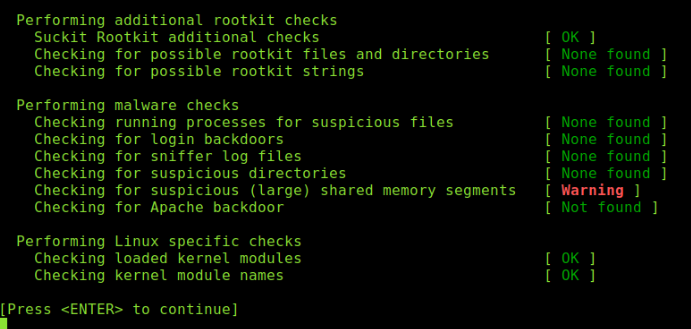 Performing additional rootkit checks
Suckit Rootkit additional checks [ OK ]
Checking for possible rootkit files and directories [ None found ]
Checking for possible rootkit strings [ None found ]
Performing malware checks
Checking running processes for suspicious files [ None found ]
Checking for login backdoors [ None found ]
Checking for sniffer log files [ None found ]
Checking for suspicious directories [ None found ]
Checking for suspicious (large) shared memory segments [ Warning ]
Checking for Apache backdoor [ Not found ]
Performing Linux specific checks
Checking loaded kernel modules [ OK ]
Checking kernel module names [ OK ]
[Press <ENTER> to continue]